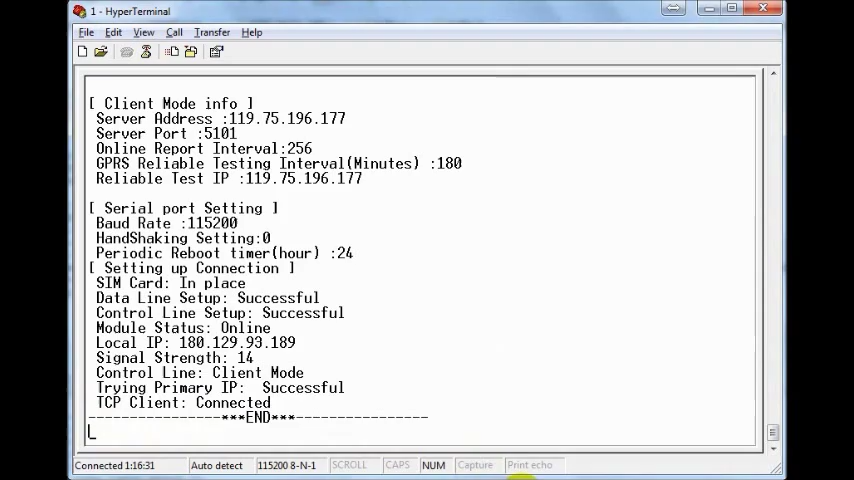 1 - HyperTerminal
File Edit View Call Transfer Help
[ Client Mode info ]
Server Address :119.75.196.177
Server Port :5101
Online Report Interval:256
GPRS Reliable Testing Interval(Minutes) :180
Reliable Test IP :119.75.196.177
[ Serial port Setting ]
Baud Rate :115200
HandShaking Setting:0
Periodic Reboot timer(hour) :24
[ Setting up Connection ]
SIM Card: In place
Data Line Setup: Successful
Control Line Setup: Successful
Module Status: Online
Local IP: 180.129.93.189
Signal Strength: 14
Control Line: Client Mode
Trying Primary IP:  Successful
TCP Client: Connected
----------------***END***----------------
Connected 1:16:31 Auto detect 115200 8-N-1 SCROLL CAPS NUM Capture Print echo